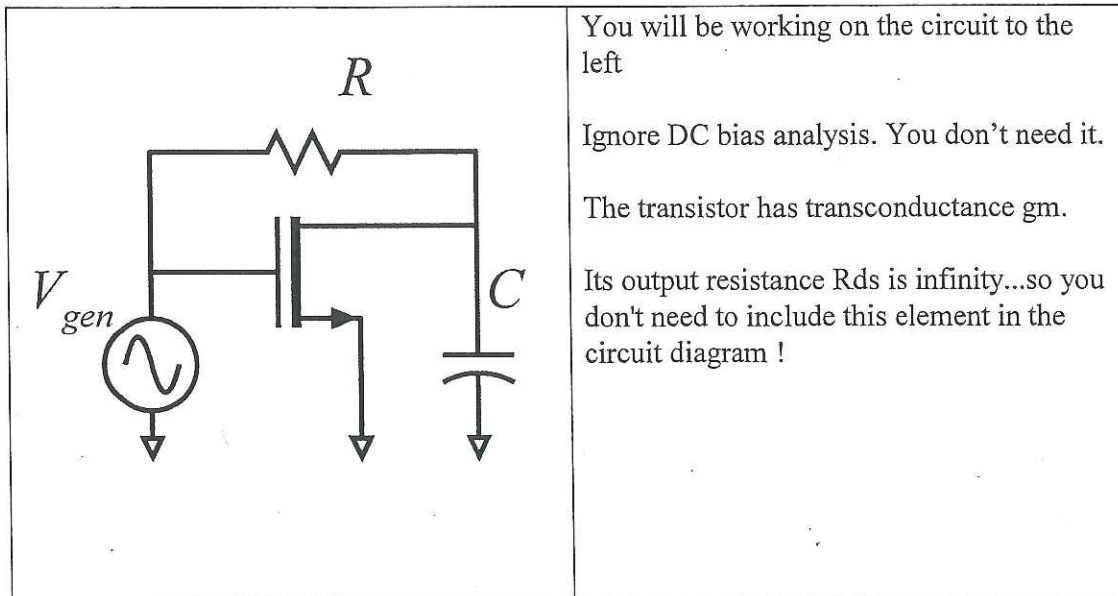 R
V
gen
C
You will be working on the circuit to the
left
Ignore DC bias analysis. You don't need it.
The transistor has transconductance gm.
Its output resistance Rds is infinity...so you
don't need to include this element in the
circuit diagram !